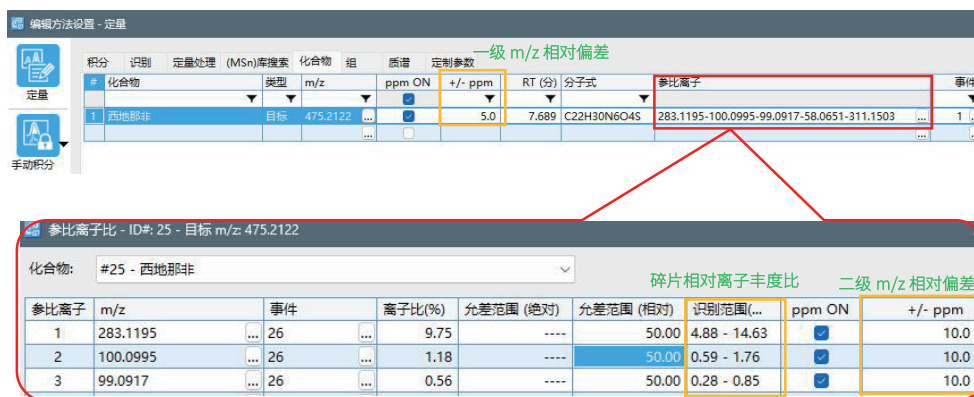 编辑方法设置 - 定量
定量
手动积分
积分 识别 定量处理 (MSn)库搜索 化合物 组 质谱 定制参数
一级 m/z 相对偏差
# 化合物 类型 m/z ppm ON +/- ppm RT (分) 分子式 参比离子 事件
1 西地那非 目标 475.2122 ... 5.0 7.689 C22H30N6O4S 283.1195-100.0995-99.0917-58.0651-311.1503 ... 1
... ...
参比离子比 - ID#: 25 - 目标 m/z: 475.2122
化合物: #25 - 西地那非
碎片相对离子丰度比 二级 m/z 相对偏差
参比离子 m/z 事件 离子比(%) 允差范围 (绝对) 允差范围 (相对) 识别范围(... ppm ON +/- ppm
1 283.1195 ... 26 ... 9.75 ---- 50.00 4.88 - 14.63 10.0
2 100.0995 ... 26 ... 1.18 ---- 50.00 0.59 - 1.76 10.0
3 99.0917 ... 26 ... 0.56 ---- 50.00 0.28 - 0.85 10.0